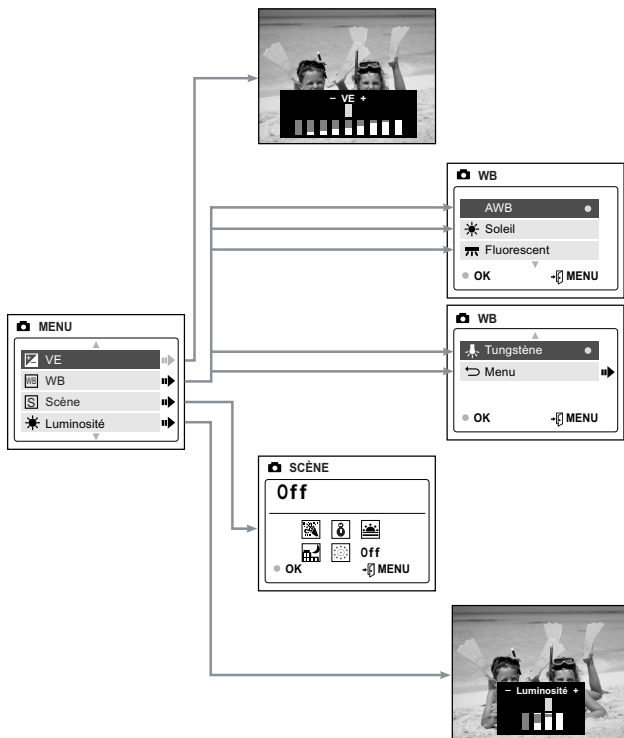 – VE +
WB
AWB
Soleil
Fluorescent
OK MENU
WB
Tungstène
Menu
OK MENU
MENU
VE
WB WB
S Scène
Luminosité
SCÈNE
Off
Off
OK MENU
– Luminosité +